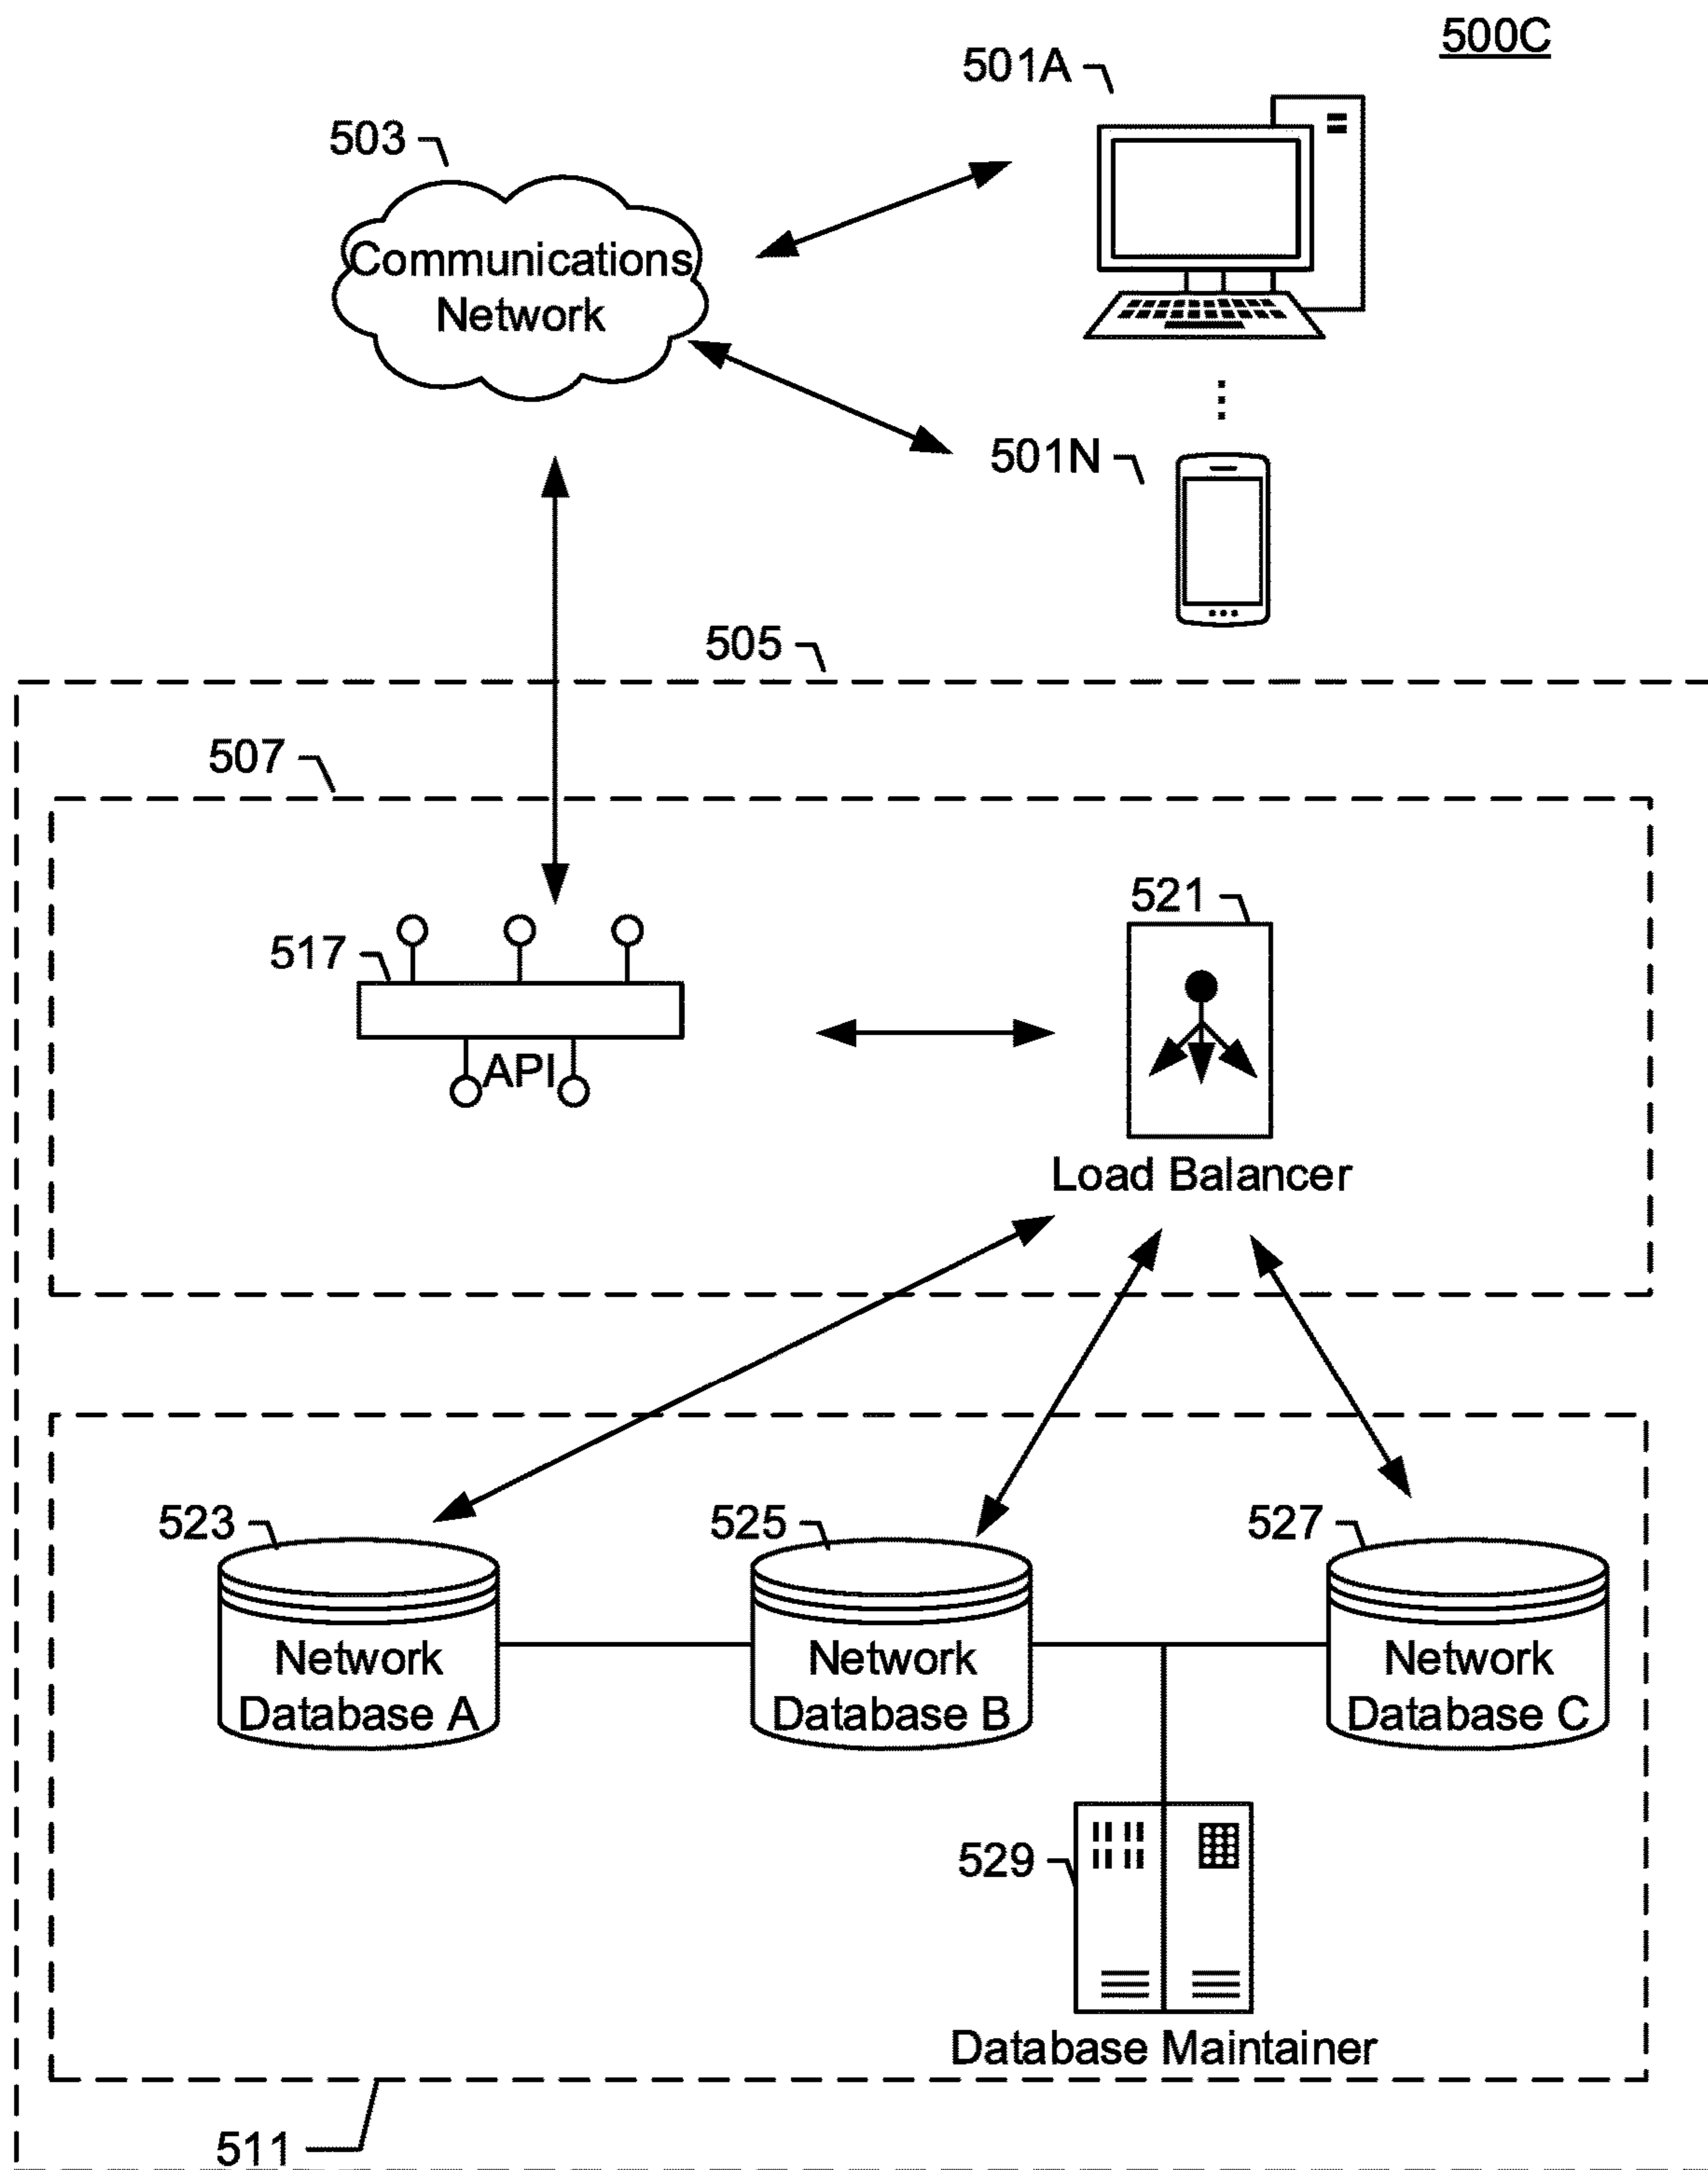 500C
501A
503
Communications
Network
501N
505
507
521
517
API
Load Balancer
523
525
527
Network
Database A
Network
Database B
Network
Database C
529
Database Maintainer
511